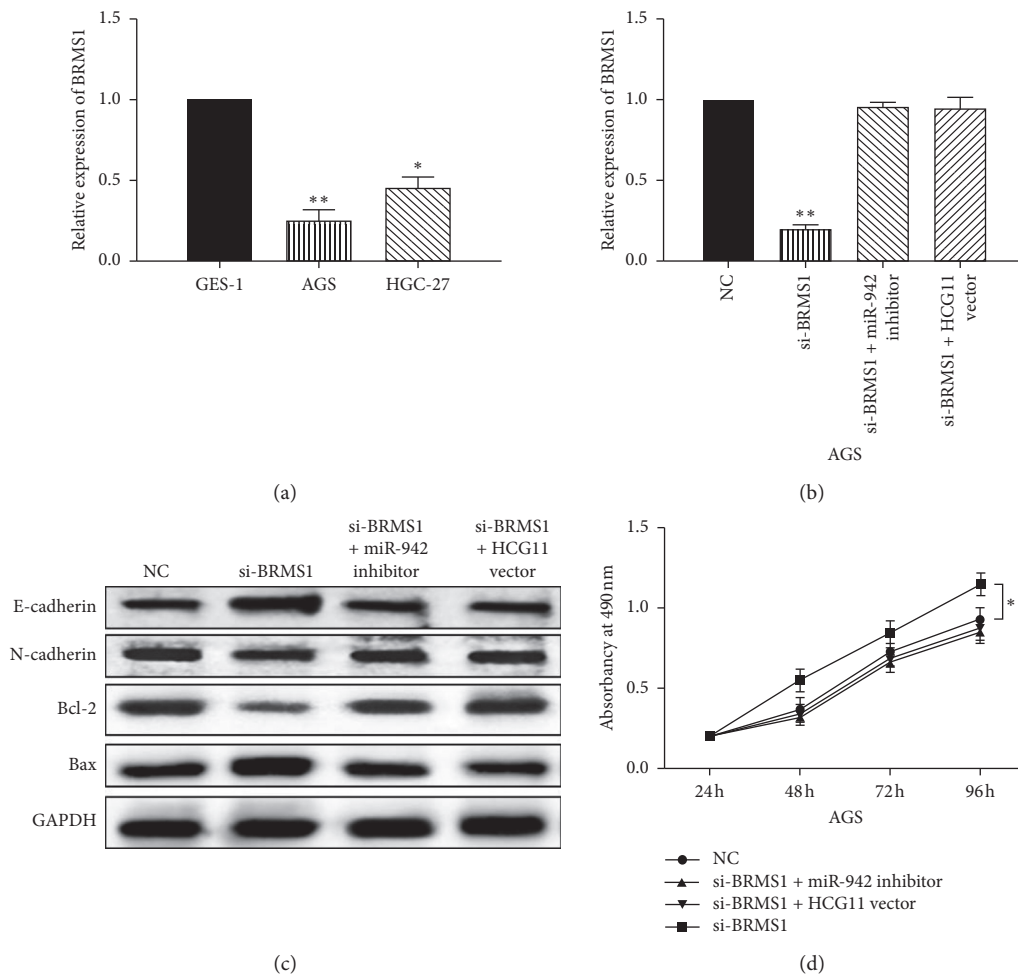 Relative expression of BRMS1
1.5
1.0
0.5
0.0
**
*
GES-1
AGS
HGC-27
(a)
Relative expression of BRMS1
1.5
1.0
0.5
0.0
**
NC
si-BRMS1
si-BRMS1 + miR-942
inhibitor
si-BRMS1 + HCG11
vector
AGS
(b)
NC
si-BRMS1
si-BRMS1
+ miR-942
inhibitor
si-BRMS1
+ HCG11
vector
E-cadherin
N-cadherin
Bcl-2
Bax
GAPDH
(c)
Absorbancy at 490 nm
1.5
1.0
0.5
0.0
*
24 h
48 h
72 h
96 h
AGS
NC
si-BRMS1 + miR-942 inhibitor
si-BRMS1 + HCG11 vector
si-BRMS1
(d)